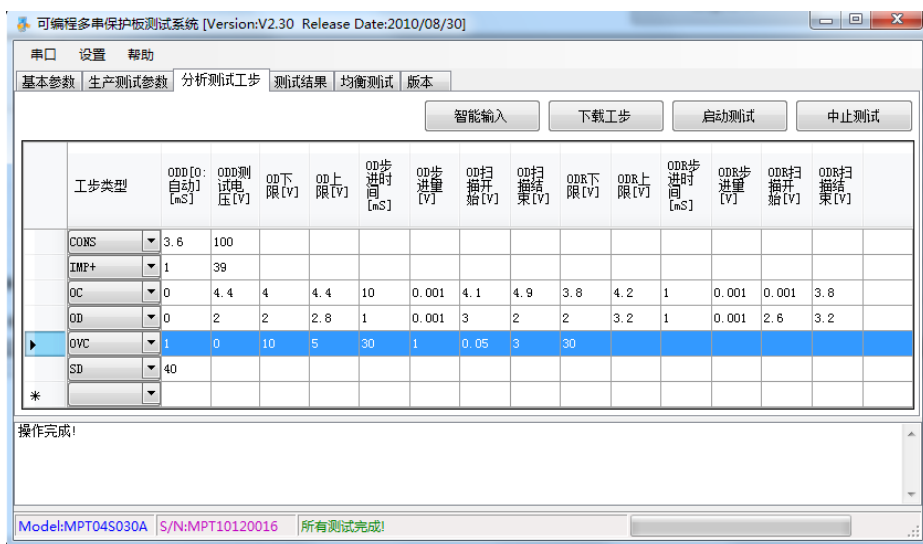 可编程多串保护板测试系统 [Version:V2.30 Release Date:2010/08/30]
串口 设置 帮助
基本参数 生产测试参数 分析测试工步 测试结果 均衡测试 版本
智能输入 下载工步 启动测试 中止测试
工步类型 ODD[0:自动][mS] ODD测试电压[V] OD下限[V] OD上限[V] OD步进时间[mS] OD步进量[V] OD扫描开始[V] OD扫描结束[V] ODR下限[V] ODR上限[V] ODR步进时间[mS] ODR步进量[V] ODR扫描开始[V] ODR扫描结束[V]
CONS 3.6 100
IMP+ 1 39
OC 0 4.4 4 4.4 10 0.001 4.1 4.9 3.8 4.2 1 0.001 0.001 3.8
OD 0 2 2 2.8 1 0.001 3 2 2 3.2 1 0.001 2.6 3.2
OVC 1 0 10 5 30 1 0.05 3 30
SD 40
操作完成!
Model:MPT04S030A S/N:MPT10120016 所有测试完成!